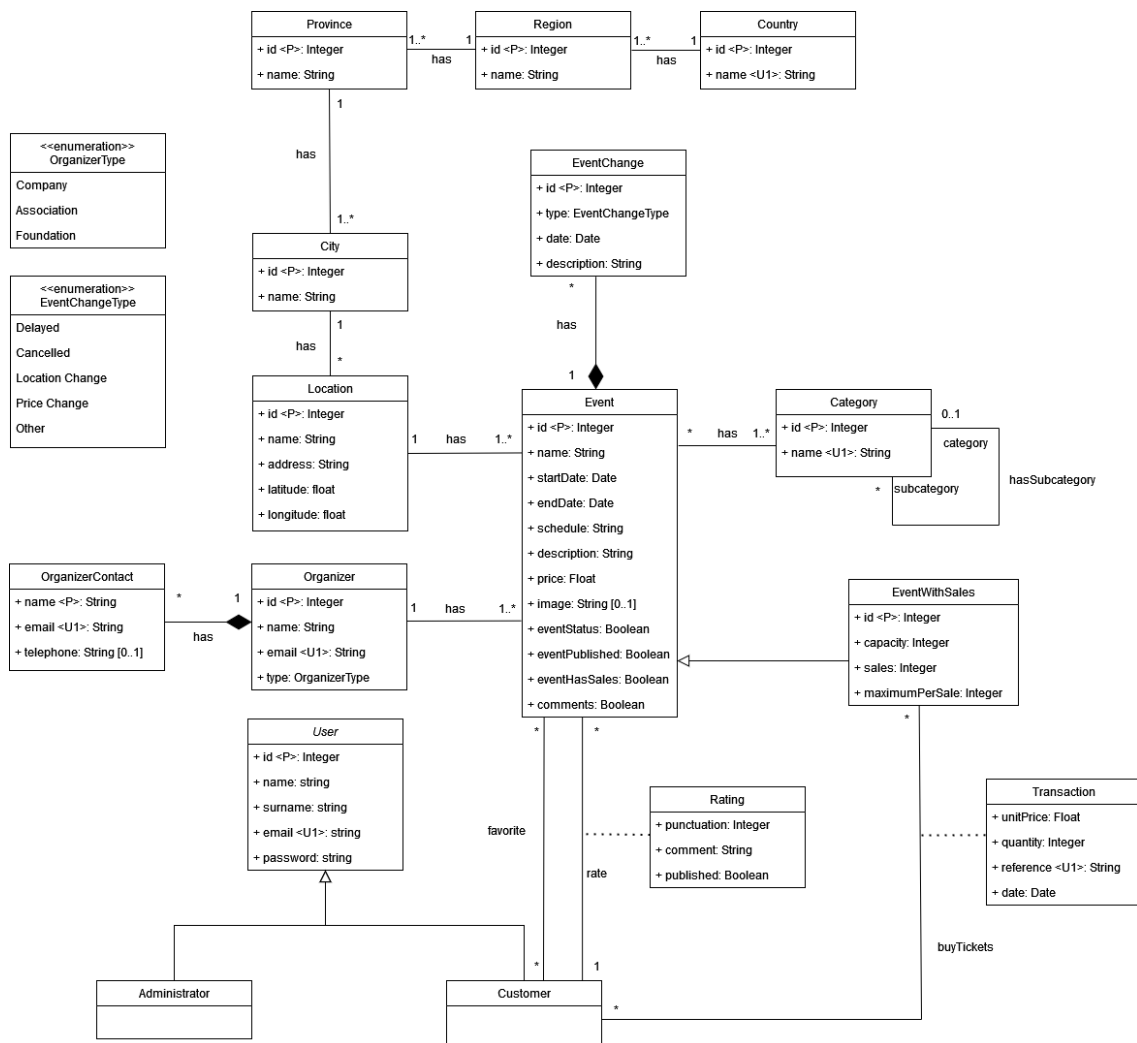 Province
+ id <P>: Integer
+ name: String
1..*
1
has
Region
+ id <P>: Integer
+ name: String
1..*
1
has
Country
+ id <P>: Integer
+ name <U1>: String
1
has
1..*
<<enumeration>>
OrganizerType
Company
Association
Foundation
<<enumeration>>
EventChangeType
Delayed
Cancelled
Location Change
Price Change
Other
City
+ id <P>: Integer
+ name: String
1
has
*
EventChange
+ id <P>: Integer
+ type: EventChangeType
+ date: Date
+ description: String
*
has
1
Location
+ id <P>: Integer
+ name: String
+ address: String
+ latitude: float
+ longitude: float
1
has
1..*
Event
+ id <P>: Integer
+ name: String
+ startDate: Date
+ endDate: Date
+ schedule: String
+ description: String
+ price: Float
+ image: String [0..1]
+ eventStatus: Boolean
+ eventPublished: Boolean
+ eventHasSales: Boolean
+ comments: Boolean
*
has
1..*
Category
+ id <P>: Integer
+ name <U1>: String
0..1
category
*
subcategory
hasSubcategory
OrganizerContact
+ name <P>: String
+ email <U1>: String
+ telephone: String [0..1]
*
1
has
Organizer
+ id <P>: Integer
+ name: String
+ email <U1>: String
+ type: OrganizerType
1
has
1..*
EventWithSales
+ id <P>: Integer
+ capacity: Integer
+ sales: Integer
+ maximumPerSale: Integer
*
User
+ id <P>: Integer
+ name: string
+ surname: string
+ email <U1>: string
+ password: string
*
*
favorite
rate
Rating
+ punctuation: Integer
+ comment: String
+ published: Boolean
Transaction
+ unitPrice: Float
+ quantity: Integer
+ reference <U1>: String
+ date: Date
buyTickets
*
1
Administrator
Customer
*